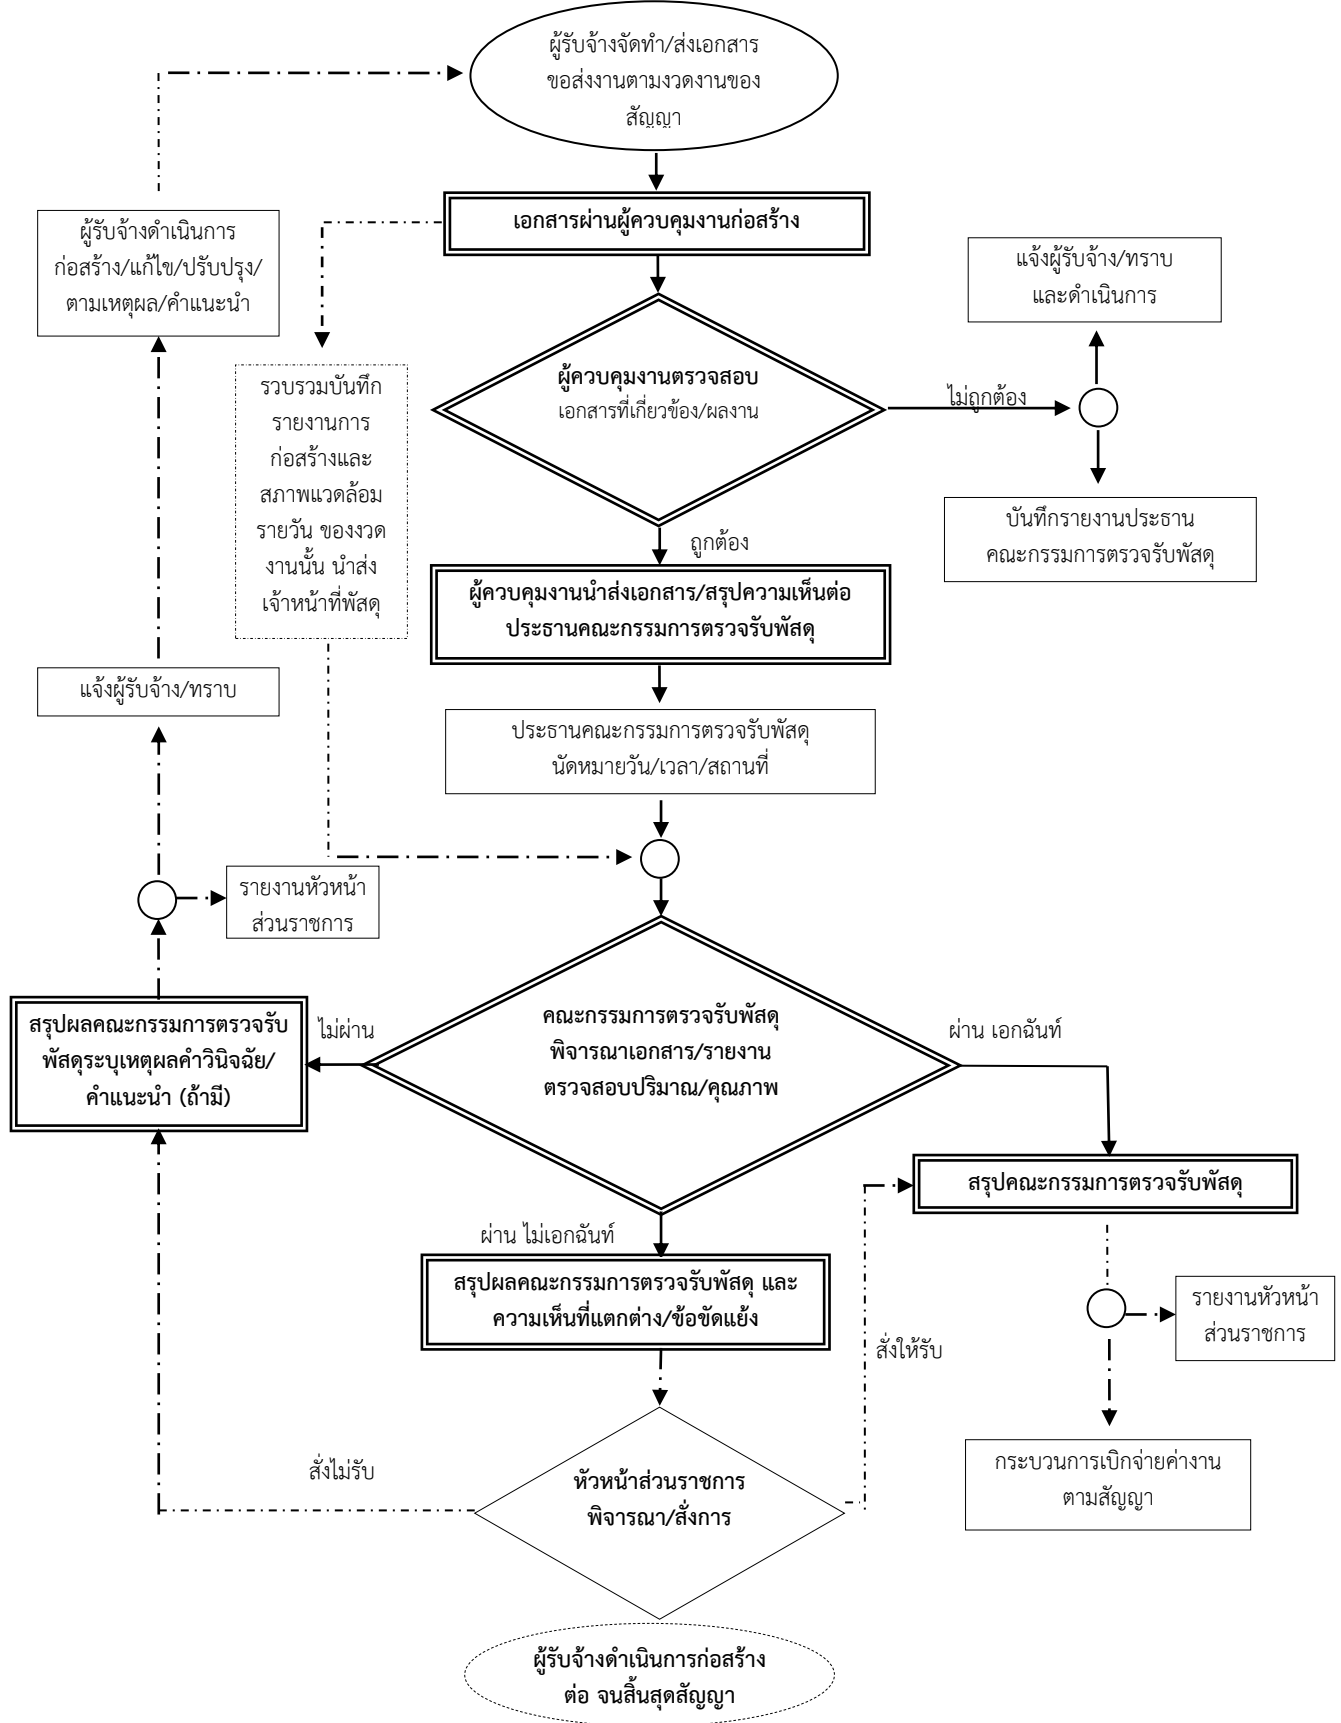 ผู้รับจ้างจัดทำ/ส่งเอกสาร
ขอส่งงานตามงวดงานของ
สัญญา
เอกสารผ่านผู้ควบคุมงานก่อสร้าง
ผู้รับจ้างดำเนินการ
ก่อสร้าง/แก้ไข/ปรับปรุง/
ตามเหตุผล/คำแนะนำ
แจ้งผู้รับจ้าง/ทราบ
และดำเนินการ
ผู้ควบคุมงานตรวจสอบ
เอกสารที่เกี่ยวข้อง/ผลงาน
ไม่ถูกต้อง
รวบรวมบันทึก
รายงานการ
ก่อสร้างและ
สภาพแวดล้อม
รายวัน ของงวด
งานนั้น นำส่ง
เจ้าหน้าที่พัสดุ
บันทึกรายงานประธาน
คณะกรรมการตรวจรับพัสดุ
ถูกต้อง
ผู้ควบคุมงานนำส่งเอกสาร/สรุปความเห็นต่อ
ประธานคณะกรรมการตรวจรับพัสดุ
แจ้งผู้รับจ้าง/ทราบ
ประธานคณะกรรมการตรวจรับพัสดุ
นัดหมายวัน/เวลา/สถานที่
รายงานหัวหน้า
ส่วนราชการ
สรุปผลคณะกรรมการตรวจรับ
พัสดุระบุเหตุผลคำวินิจฉัย/
คำแนะนำ (ถ้ามี)
ไม่ผ่าน
คณะกรรมการตรวจรับพัสดุ
พิจารณาเอกสาร/รายงาน
ตรวจสอบปริมาณ/คุณภาพ
ผ่าน เอกฉันท์
สรุปคณะกรรมการตรวจรับพัสดุ
ผ่าน ไม่เอกฉันท์
สรุปผลคณะกรรมการตรวจรับพัสดุ และ
ความเห็นที่แตกต่าง/ข้อขัดแย้ง
รายงานหัวหน้า
ส่วนราชการ
สั่งให้รับ
สั่งไม่รับ
หัวหน้าส่วนราชการ
พิจารณา/สั่งการ
กระบวนการเบิกจ่ายค่างาน
ตามสัญญา
ผู้รับจ้างดำเนินการก่อสร้าง
ต่อ จนสิ้นสุดสัญญา